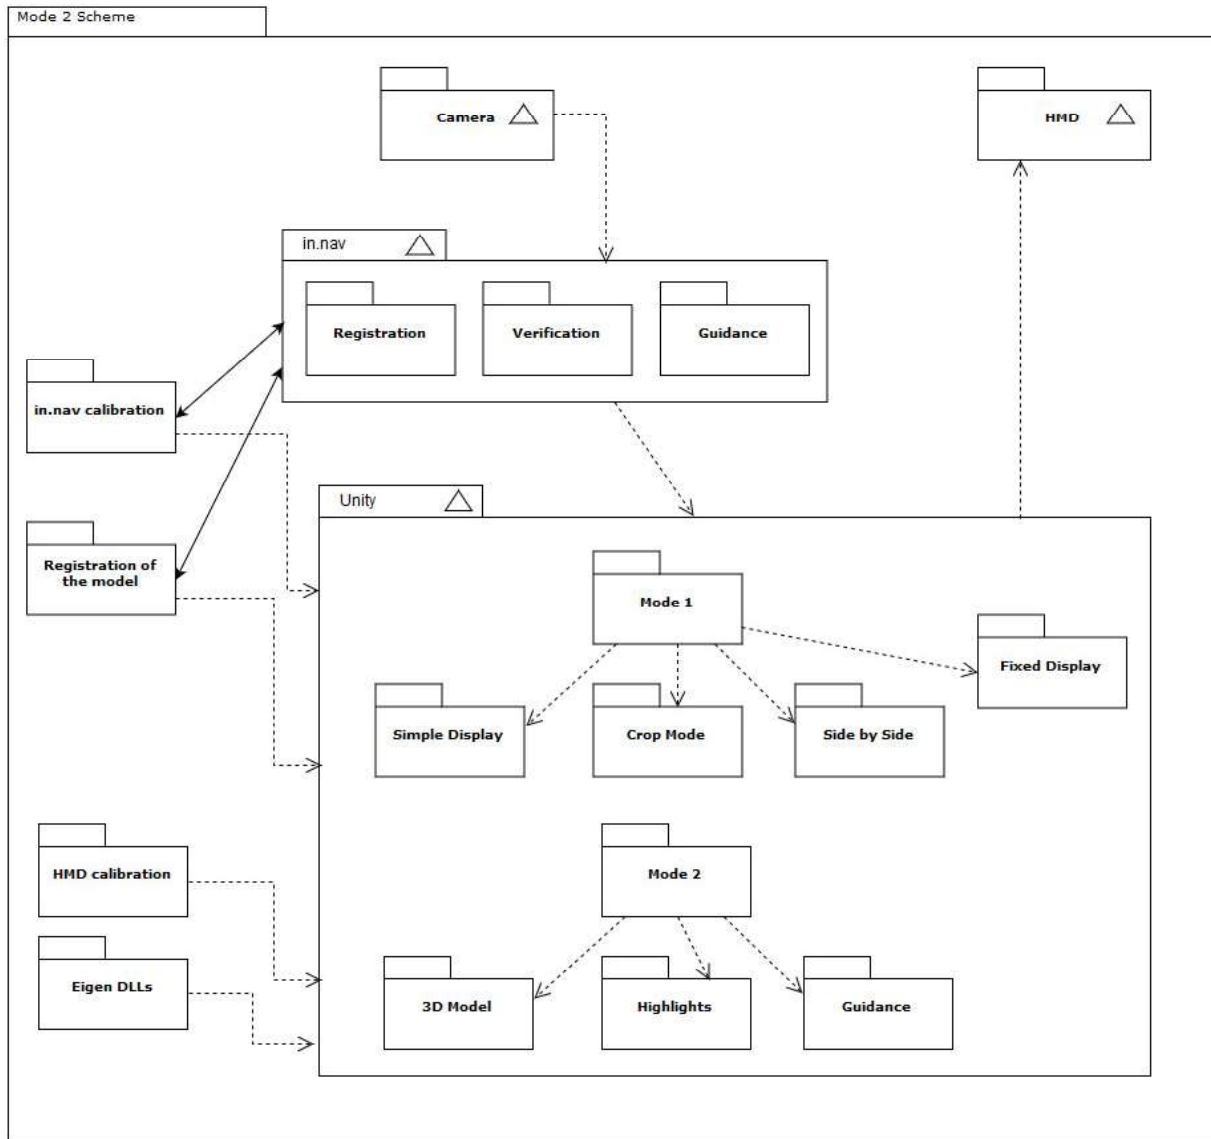 Mode 2 Scheme
Camera
HMD
in.nav
Registration
Verification
Guidance
in.nav calibration
Unity
Registration of
the model
Mode 1
Fixed Display
Simple Display
Crop Mode
Side by Side
HMD calibration
Mode 2
Eigen DLLs
3D Model
Highlights
Guidance